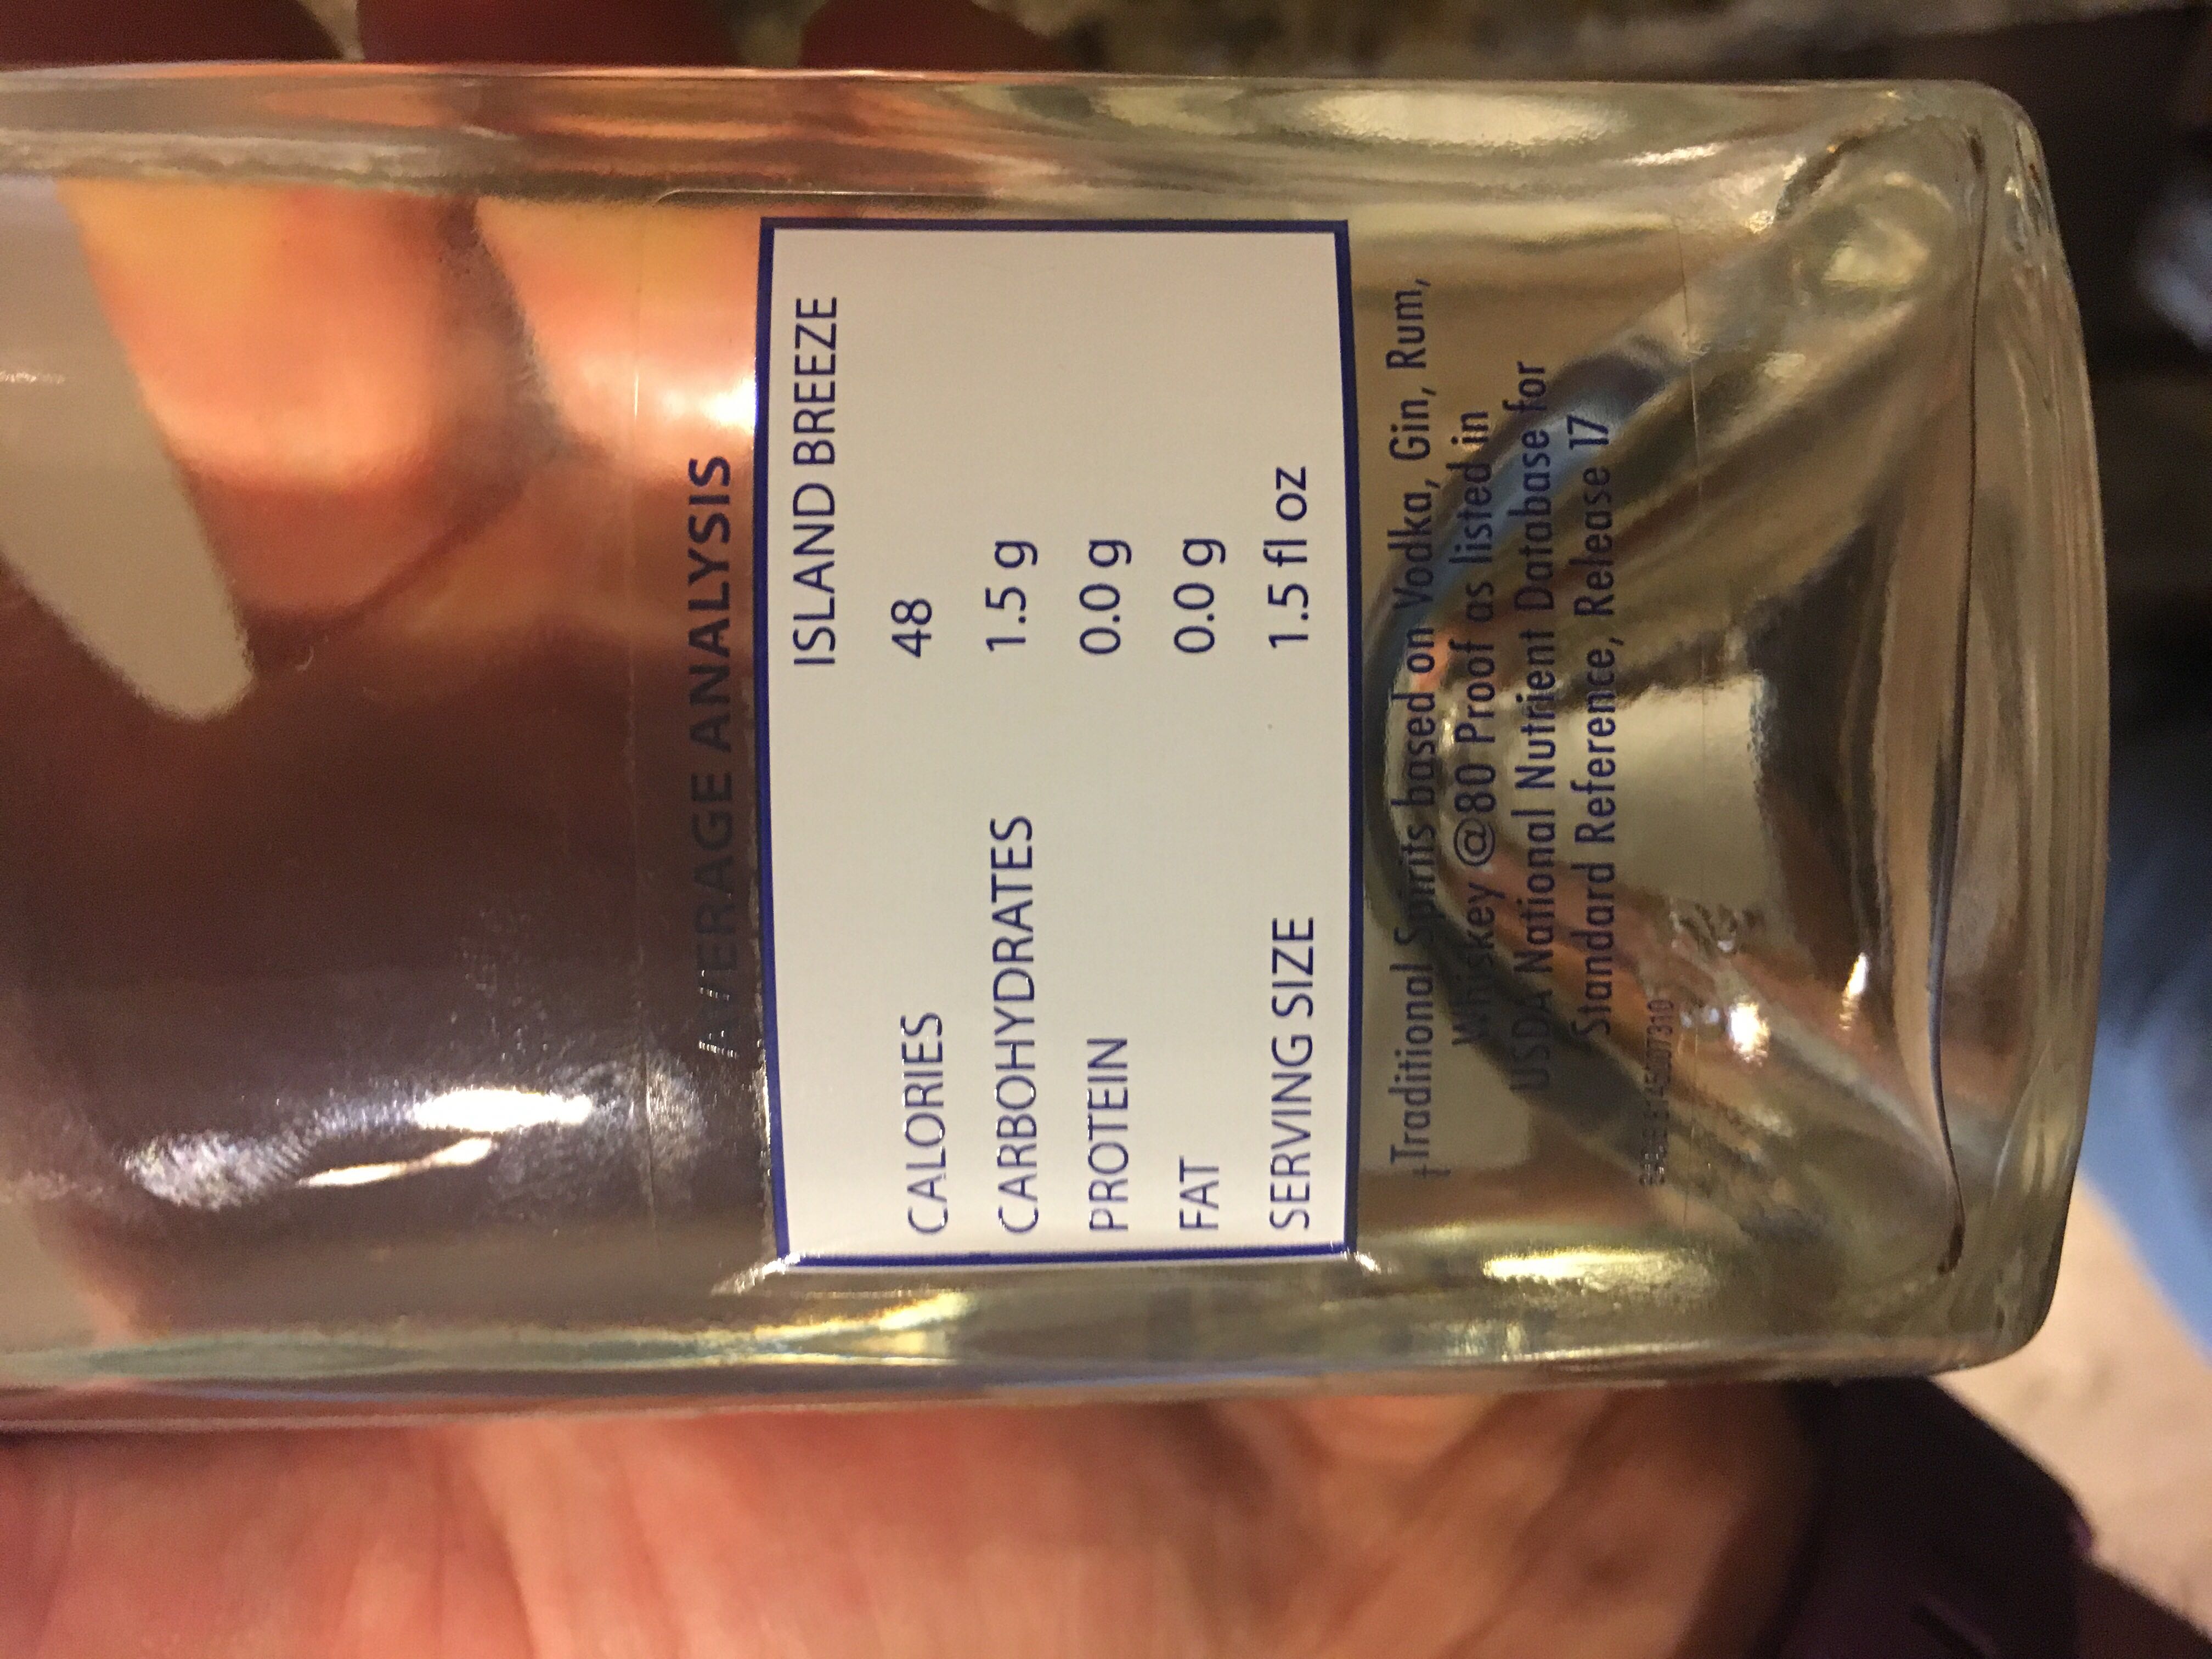 AVERAGE ANALYSIS
ISLAND BREEZE
CALORIES 48
CARBOHYDRATES 1.5 g
PROTEIN 0.0 g
FAT 0.0 g
SERVING SIZE 1.5 fl oz
†Traditional Spirits based on Vodka, Gin, Rum,
Whiskey @80 Proof as listed in
USDA National Nutrient Database for
Standard Reference, Release 17